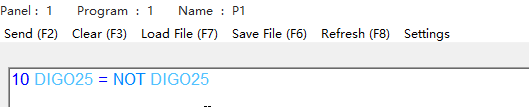 Panel : 1 Program : 1 Name : P1
Send (F2) Clear (F3) Load File (F7) Save File (F6) Refresh (F8) Settings
10 DIGO25 = NOT DIGO25